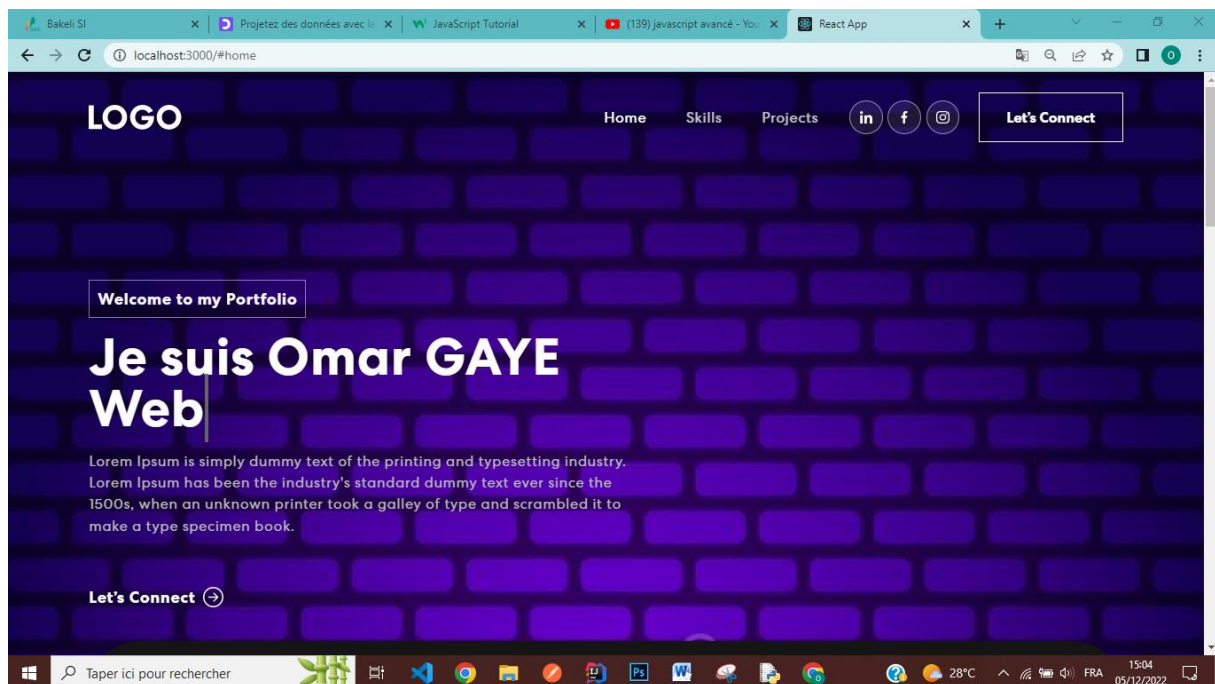 Bakeli SI
Projetez des données avec la
JavaScript Tutorial
(139) javascript avancé - You
React App
localhost:3000/#home
O
LOGO
Home
Skills
Projects
in
f
Let's Connect
Welcome to my Portfolio
Je suis Omar GAYE
Web
Lorem Ipsum is simply dummy text of the printing and typesetting industry.
Lorem Ipsum has been the industry's standard dummy text ever since the
1500s, when an unknown printer took a galley of type and scrambled it to
make a type specimen book.
Let's Connect
Taper ici pour rechercher
IJ
Ps
W
28°C
FRA
15:04
05/12/2022